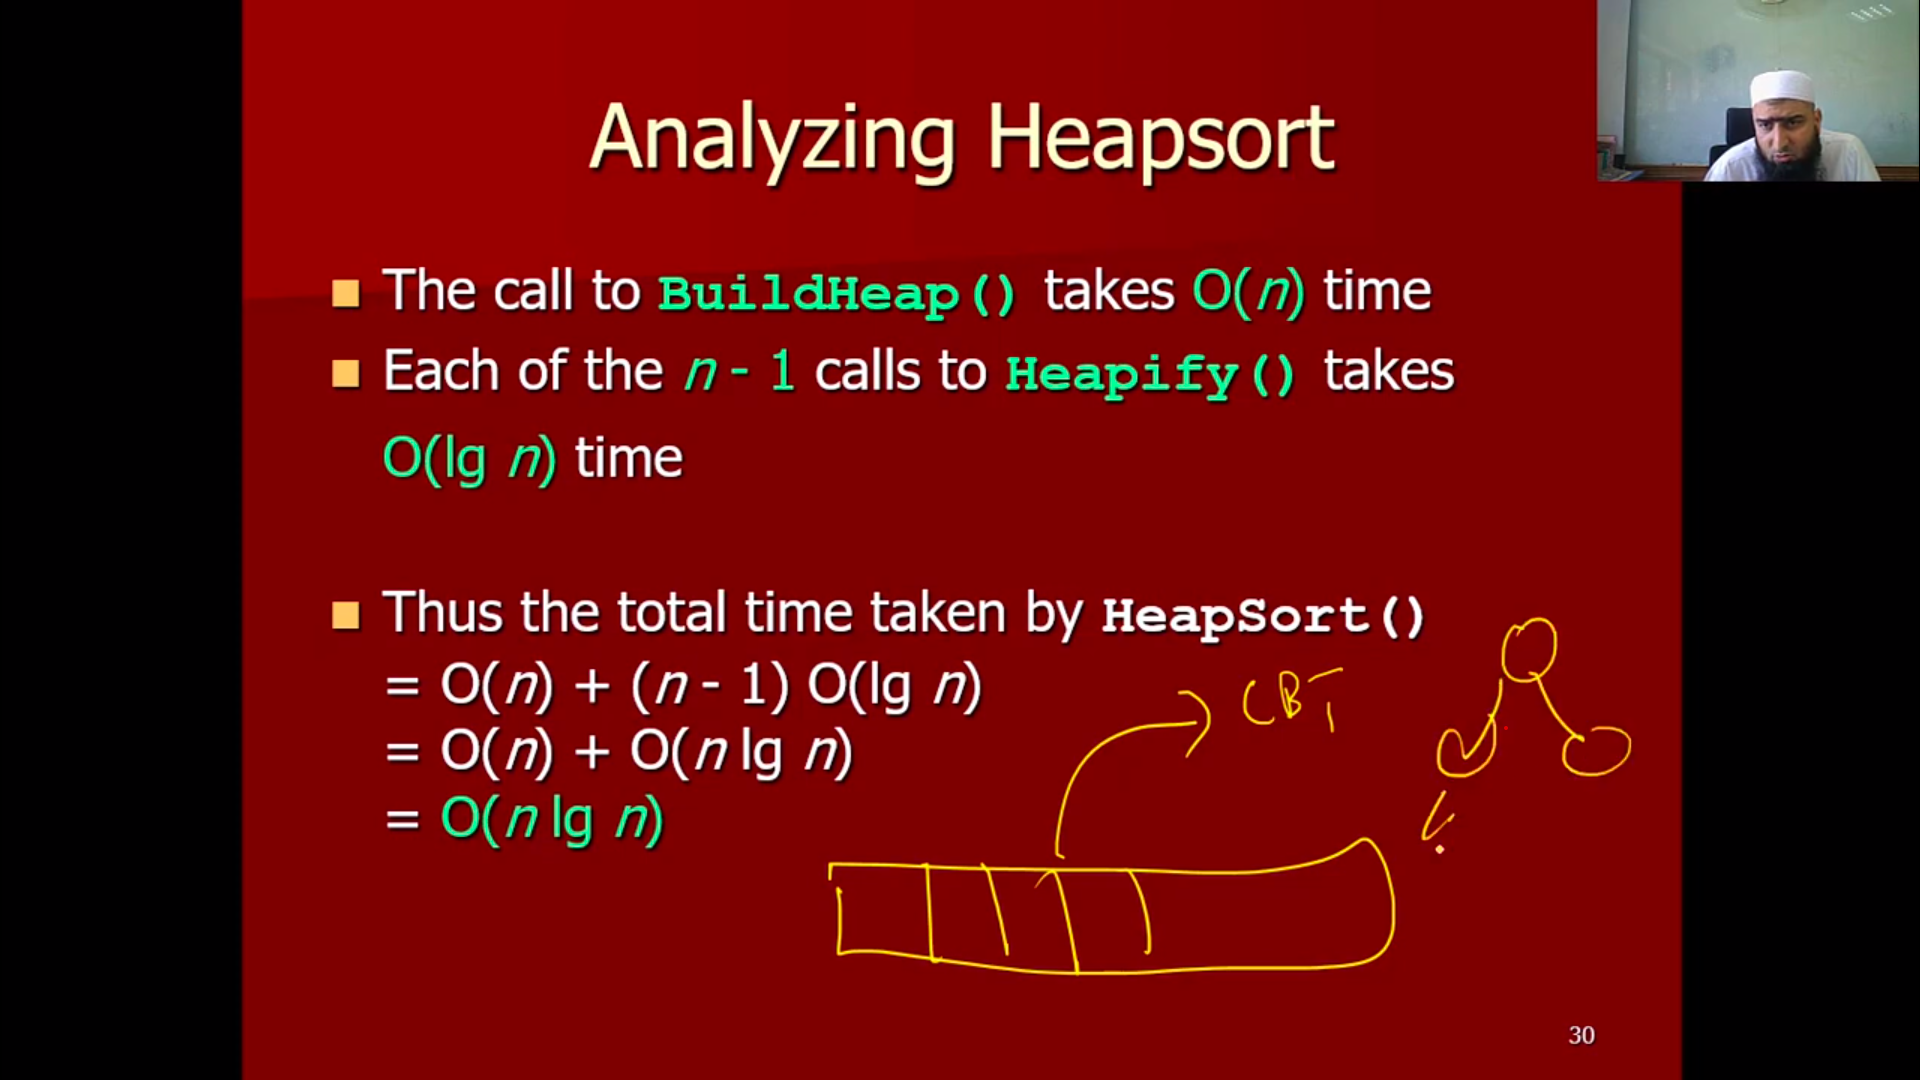 Analyzing Heapsort
The call to BuildHeap() takes O(n) time
Each of the n - 1 calls to Heapify() takes
O(lg n) time
Thus the total time taken by HeapSort()
= O(n) + (n - 1) O(lg n)
= O(n) + O(n lg n)
= O(n lg n)
CBT
30